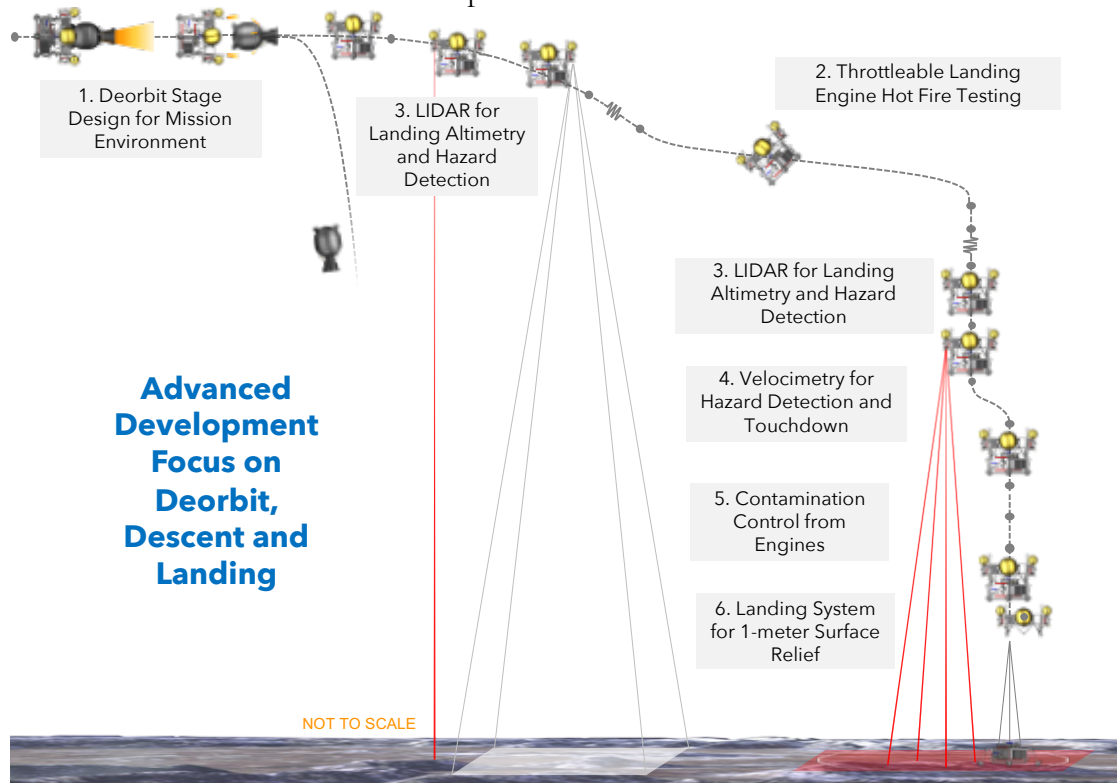 1. Deorbit Stage
Design for Mission
Environment
3. LIDAR for
Landing Altimetry
and Hazard
Detection
2. Throttleable Landing
Engine Hot Fire Testing
3. LIDAR for Landing
Altimetry and Hazard
Detection
4. Velocimetry for
Hazard Detection and
Touchdown
5. Contamination
Control from
Engines
6. Landing System
for 1-meter Surface
Relief
Advanced
Development
Focus on
Deorbit,
Descent and
Landing
NOT TO SCALE